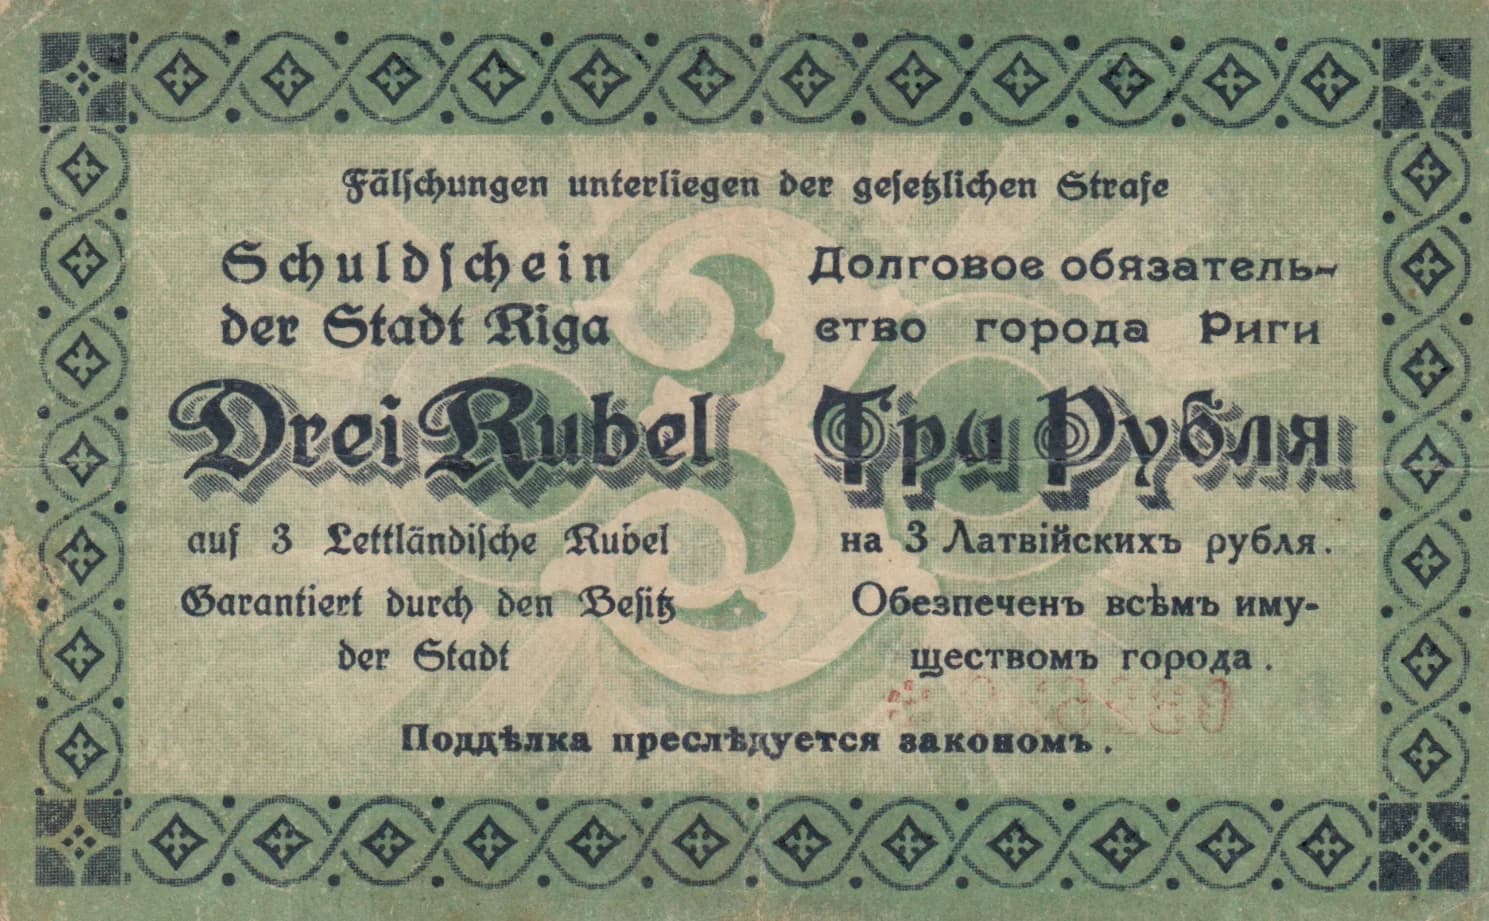 Fälschungen unterliegen der gesetzlichen Strafe
Schuldschein
der Stadt Riga
Drei Rubel
auf 3 Lettländische Rubel
Garantiert durch den Besitz
der Stadt
3
Долговое обязатель-
ство города Риги
Три Рубля
на 3 Латвійскихъ рубля.
Обезпеченъ всѣмъ иму-
ществомъ города.
Поддѣлка преслѣдуется закономъ.